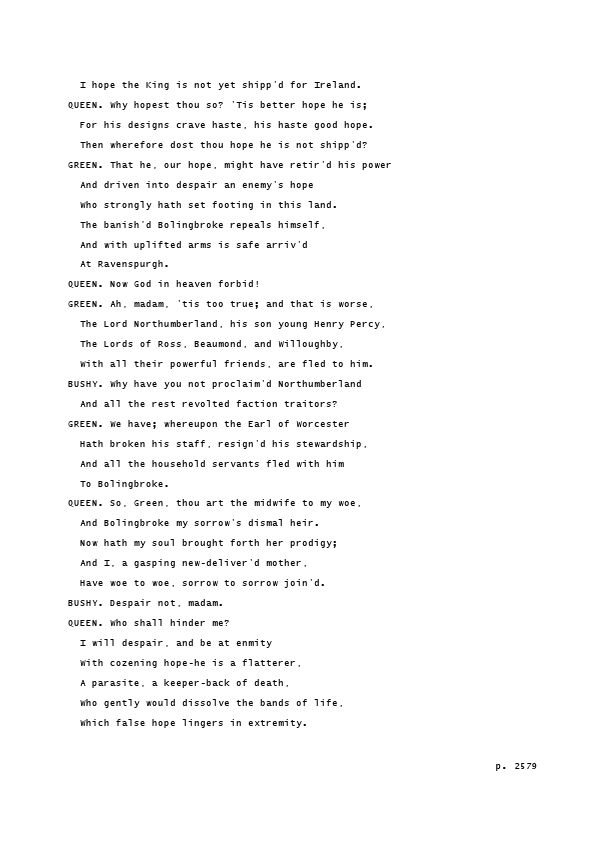 I hope the King is not yet shipp'd for Ireland.
QUEEN. Why hopest thou so? 'Tis better hope he is;
For his designs crave haste, his haste good hope.
Then wherefore dost thou hope he is not shipp'd?
GREEN. That he, our hope, might have retir'd his power
And driven into despair an enemy's hope
Who strongly hath set footing in this land.
The banish'd Bolingbroke repeals himself,
And with uplifted arms is safe arriv'd
At Ravenspurgh.
QUEEN. Now God in heaven forbid!
GREEN. Ah, madam, 'tis too true; and that is worse,
The Lord Northumberland, his son young Henry Percy,
The Lords of Ross, Beaumond, and Willoughby,
With all their powerful friends, are fled to him.
BUSHY. Why have you not proclaim'd Northumberland
And all the rest revolted faction traitors?
GREEN. We have; whereupon the Earl of Worcester
Hath broken his staff, resign'd his stewardship,
And all the household servants fled with him
To Bolingbroke.
QUEEN. So, Green, thou art the midwife to my woe,
And Bolingbroke my sorrow's dismal heir.
Now hath my soul brought forth her prodigy;
And I, a gasping new-deliver'd mother,
Have woe to woe, sorrow to sorrow join'd.
BUSHY. Despair not, madam.
QUEEN. Who shall hinder me?
I will despair, and be at enmity
With cozening hope-he is a flatterer,
A parasite, a keeper-back of death,
Who gently would dissolve the bands of life,
Which false hope lingers in extremity.
p. 2579